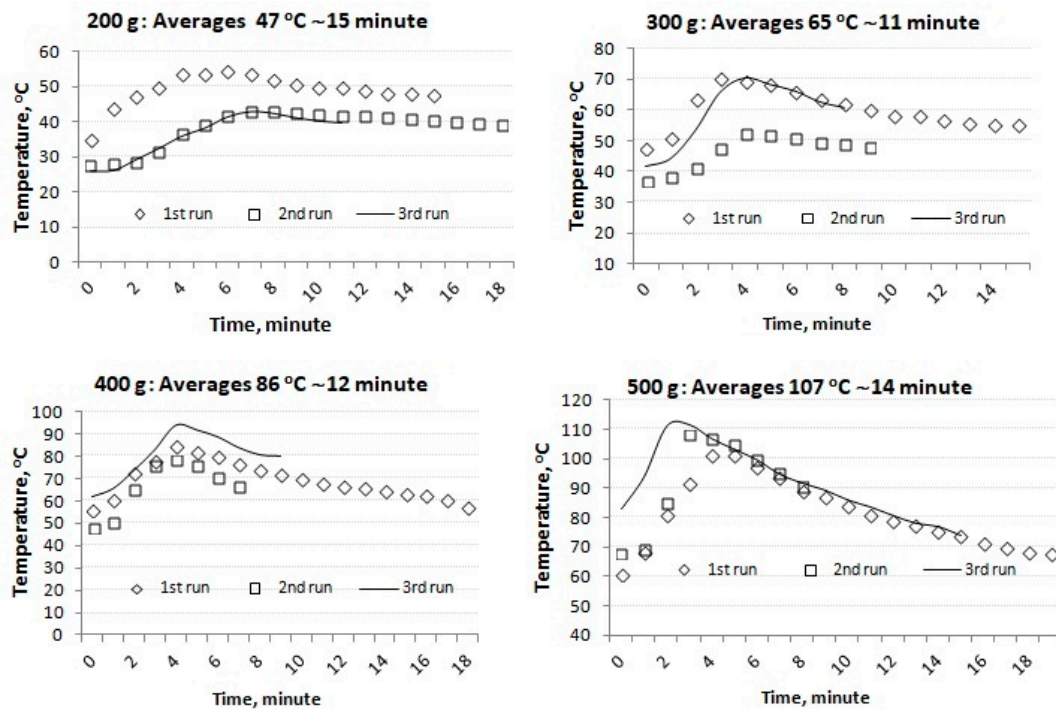 200 g: Averages 47 °C ~15 minute
Temperature, °C
60
50
40
30
20
10
0
1st run 2nd run 3rd run
0 2 4 6 8 10 12 14 16 18
Time, minute
300 g: Averages 65 °C ~11 minute
Temperature, °C
80
70
60
50
40
30
20
10
1st run 2nd run 3rd run
0 2 4 6 8 10 12 14
Time, minute
400 g: Averages 86 °C ~12 minute
Temperature, °C
100
90
80
70
60
50
40
30
20
10
0
1st run 2nd run 3rd run
0 2 4 6 8 10 12 14 16 18
Time, minute
500 g: Averages 107 °C ~14 minute
Temperature, °C
120
110
100
90
80
70
60
50
40
1st run 2nd run 3rd run
0 2 4 6 8 10 12 14 16 18
Time, minute